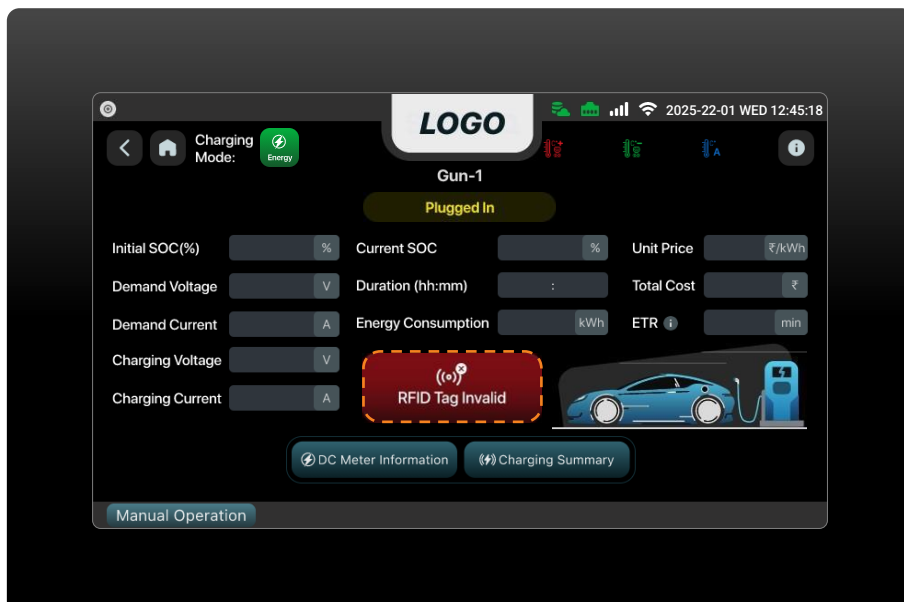 LOGO
2025-22-01 WED 12:45:18
Charging
Mode:
Energy
Gun-1
Plugged In
Initial SOC(%) %
Current SOC %
Unit Price ₹/kWh
Demand Voltage V
Duration (hh:mm) :
Total Cost ₹
Demand Current A
Energy Consumption kWh
ETR min
Charging Voltage V
Charging Current A
RFID Tag Invalid
DC Meter Information
Charging Summary
Manual Operation